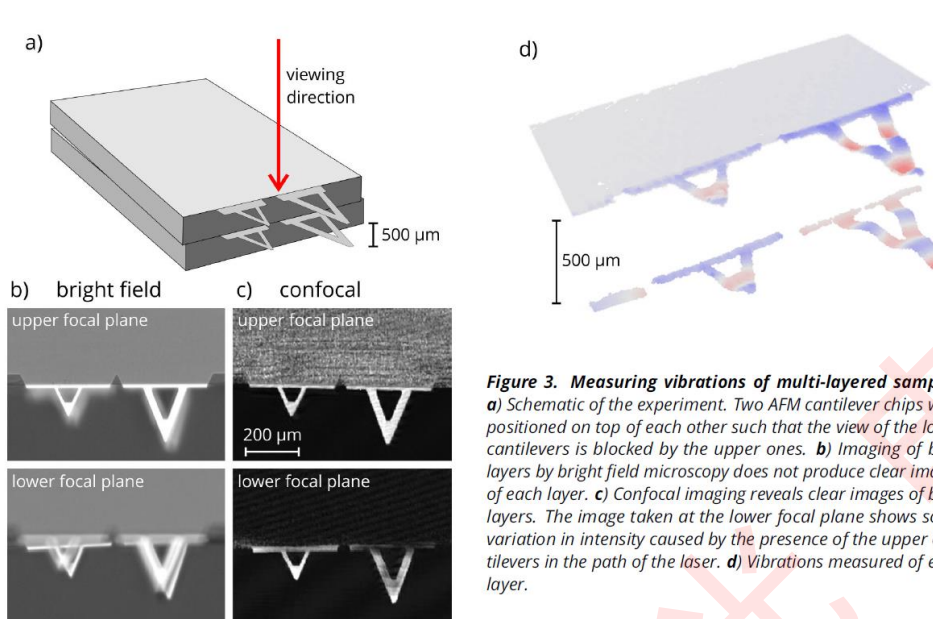 a)
viewing
direction
500 µm
b) bright field
c) confocal
upper focal plane
upper focal plane
200 µm
lower focal plane
lower focal plane
d)
500 µm
Figure 3. Measuring vibrations of multi-layered
a) Schematic of the experiment. Two AFM cantilever chips
positioned on top of each other such that the view of the
cantilevers is blocked by the upper ones. b) Imaging of
layers by bright field microscopy does not produce clear
of each layer. c) Confocal imaging reveals clear images of
layers. The image taken at the lower focal plane shows
variation in intensity caused by the presence of the upper
tilevers in the path of the laser. d) Vibrations measured of
layer.